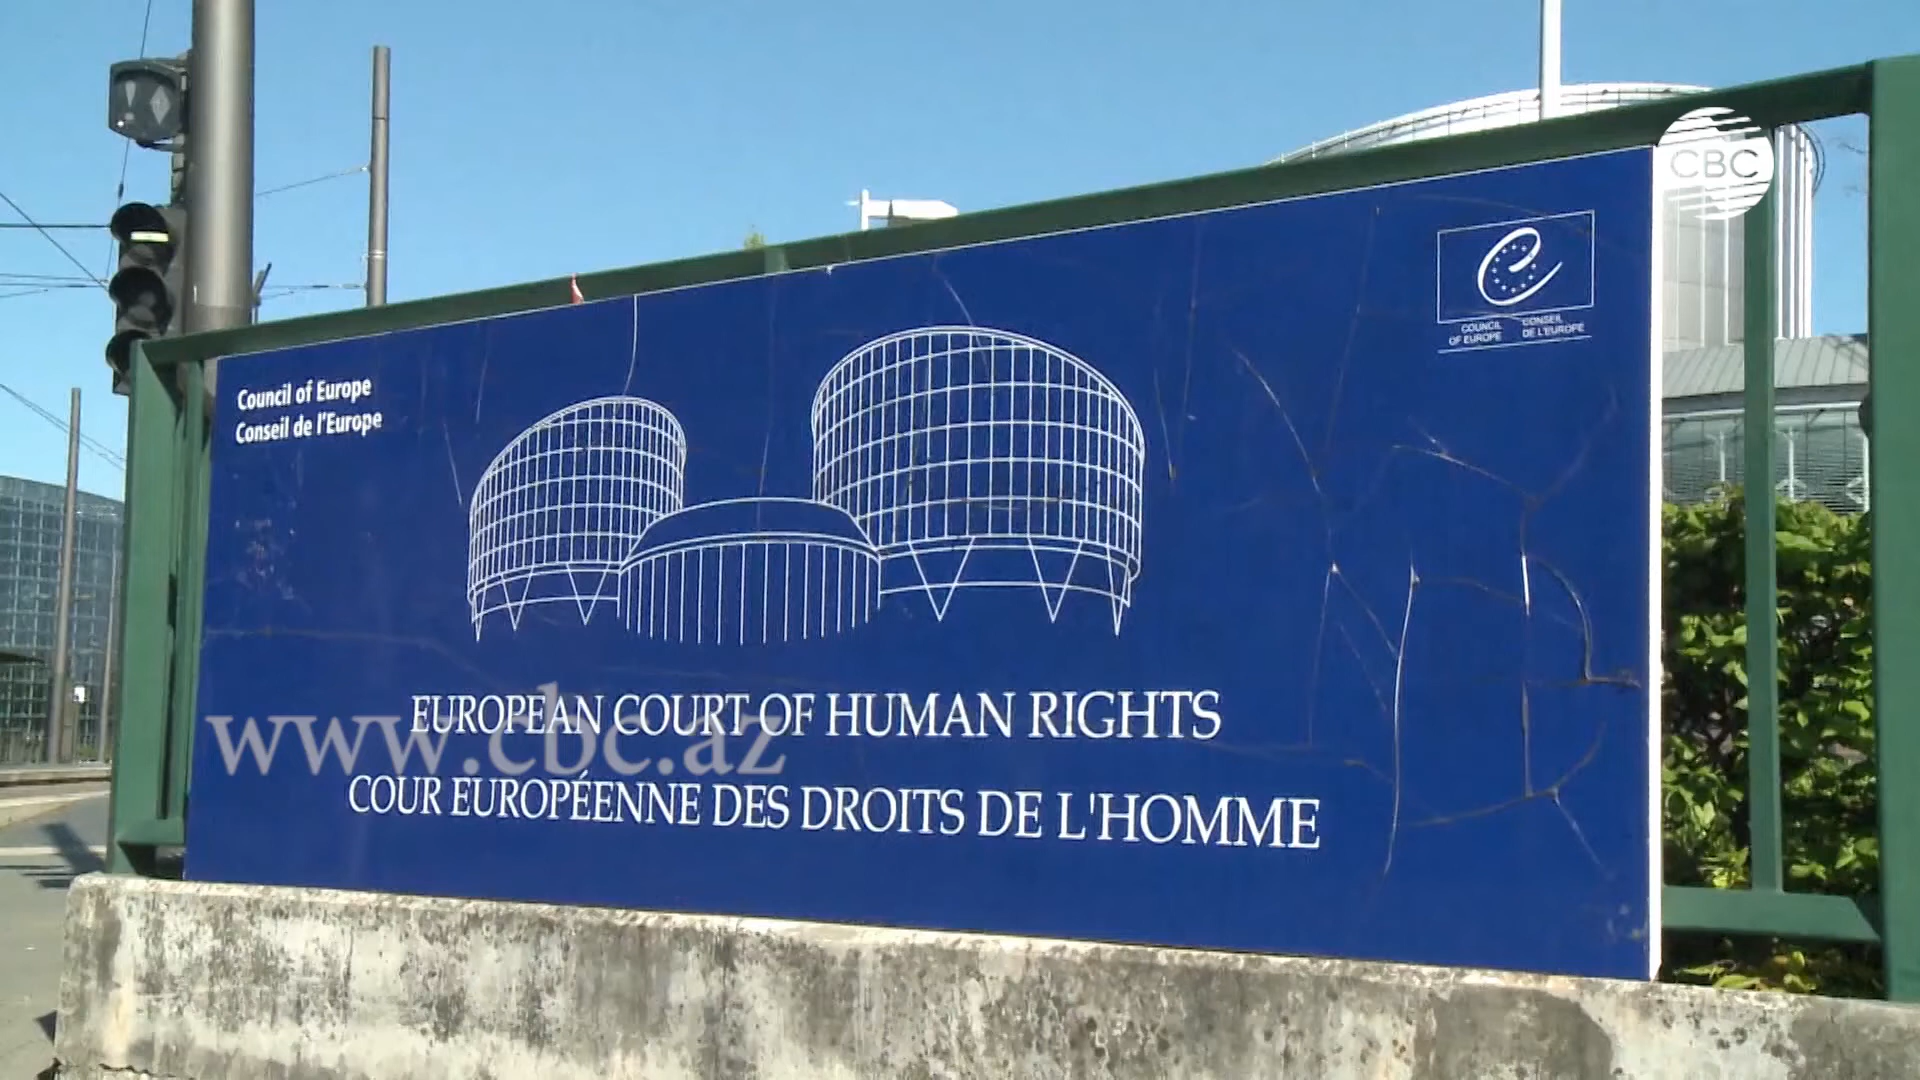 CBC
COUNCIL OF EUROPE
CONSEIL DE L'EUROPE
Council of Europe
Conseil de l'Europe
EUROPEAN COURT OF HUMAN RIGHTS
www.cbc.az
COUR EUROPÉENNE DES DROITS DE L'HOMME